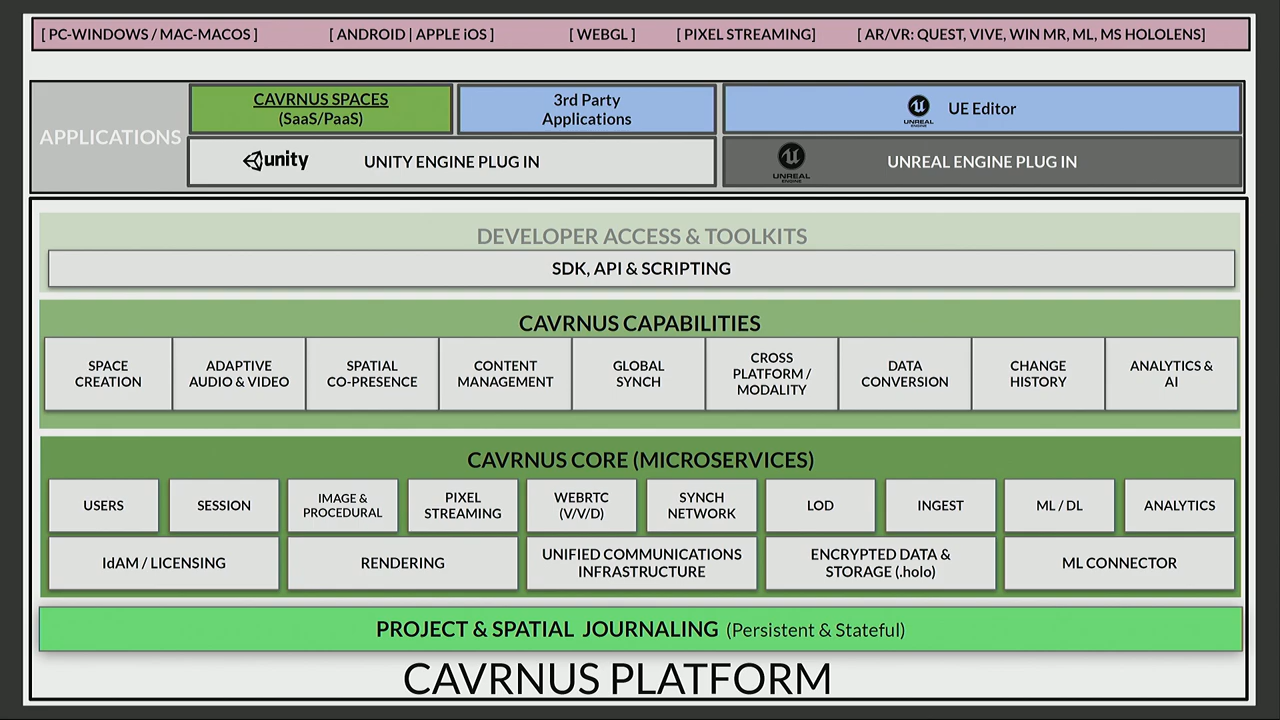 [ PC-WINDOWS / MAC-MACOS ] [ ANDROID | APPLE iOS ] [ WEBGL ] [ PIXEL STREAMING] [ AR/VR: QUEST, VIVE, WIN MR, ML, MS HOLOLENS]
APPLICATIONS
CAVRNUS SPACES
(SaaS/PaaS)
3rd Party
Applications
UNREAL
ENGINE
UE Editor
unity
UNITY ENGINE PLUG IN
UNREAL
ENGINE
UNREAL ENGINE PLUG IN
DEVELOPER ACCESS & TOOLKITS
SDK, API & SCRIPTING
CAVRNUS CAPABILITIES
SPACE
CREATION
ADAPTIVE
AUDIO & VIDEO
SPATIAL
CO-PRESENCE
CONTENT
MANAGEMENT
GLOBAL
SYNCH
CROSS
PLATFORM /
MODALITY
DATA
CONVERSION
CHANGE
HISTORY
ANALYTICS &
AI
CAVRNUS CORE (MICROSERVICES)
USERS
SESSION
IMAGE &
PROCEDURAL
PIXEL
STREAMING
WEBRTC
(V/V/D)
SYNCH
NETWORK
LOD
INGEST
ML / DL
ANALYTICS
IdAM / LICENSING
RENDERING
UNIFIED COMMUNICATIONS
INFRASTRUCTURE
ENCRYPTED DATA &
STORAGE (.holo)
ML CONNECTOR
PROJECT & SPATIAL JOURNALING (Persistent & Stateful)
CAVRNUS PLATFORM